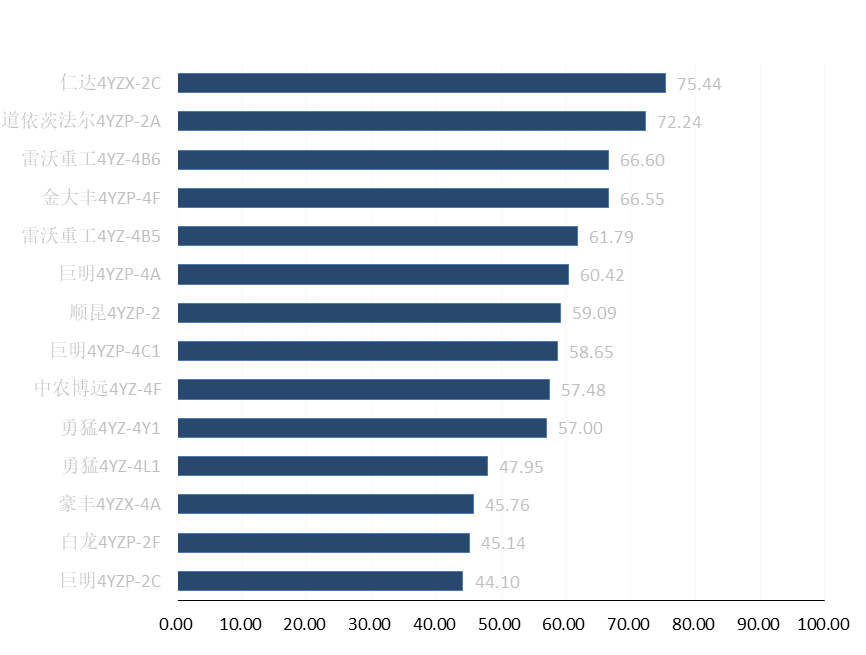 仁达4YZX-2C 75.44
道依茨法尔4YZP-2A 72.24
雷沃重工4YZ-4B6 66.60
金大丰4YZP-4F 66.55
雷沃重工4YZ-4B5 61.79
巨明4YZP-4A 60.42
顺昆4YZP-2 59.09
巨明4YZP-4C1 58.65
中农博远4YZ-4F 57.48
勇猛4YZ-4Y1 57.00
勇猛4YZ-4L1 47.95
豪丰4YZX-4A 45.76
白龙4YZP-2F 45.14
巨明4YZP-2C 44.10
0.00 10.00 20.00 30.00 40.00 50.00 60.00 70.00 80.00 90.00 100.00